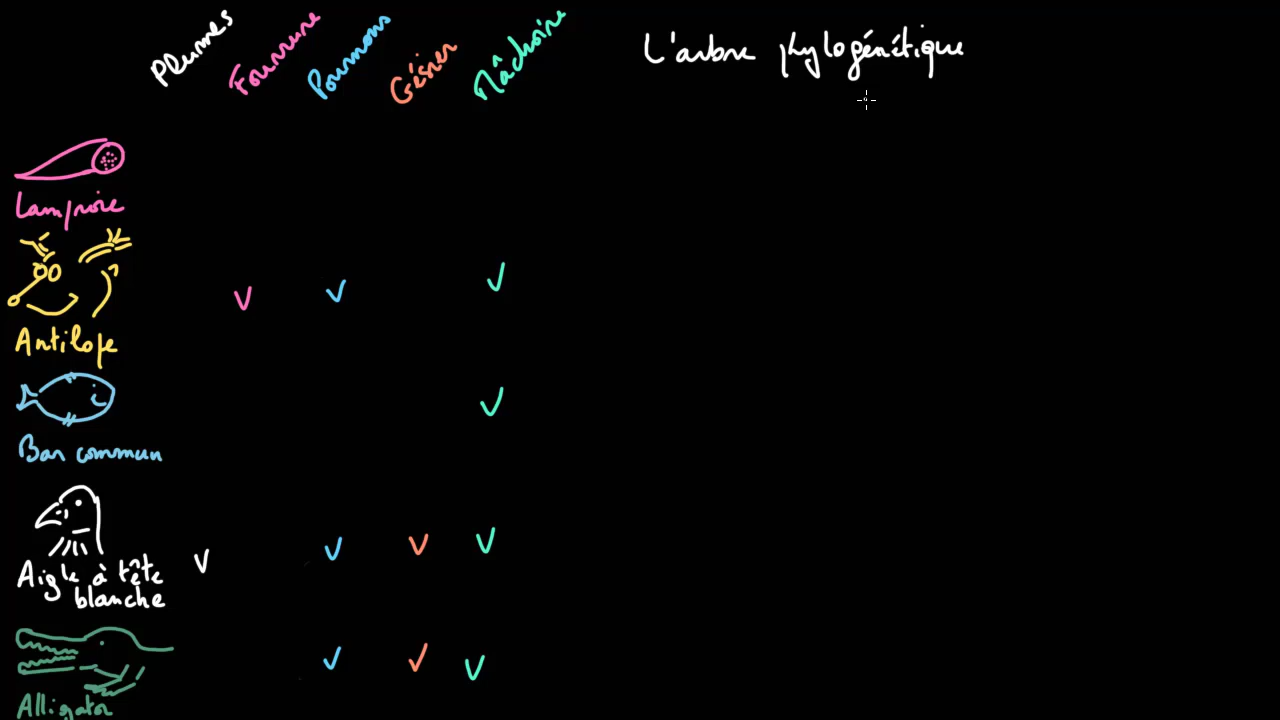 Plumes Fourrure Poumons Gésier Mâchoire
L'arbre phylogénétique
Lamproie
Antilope
Bar commun
Aigle à tête
blanche
Alligator